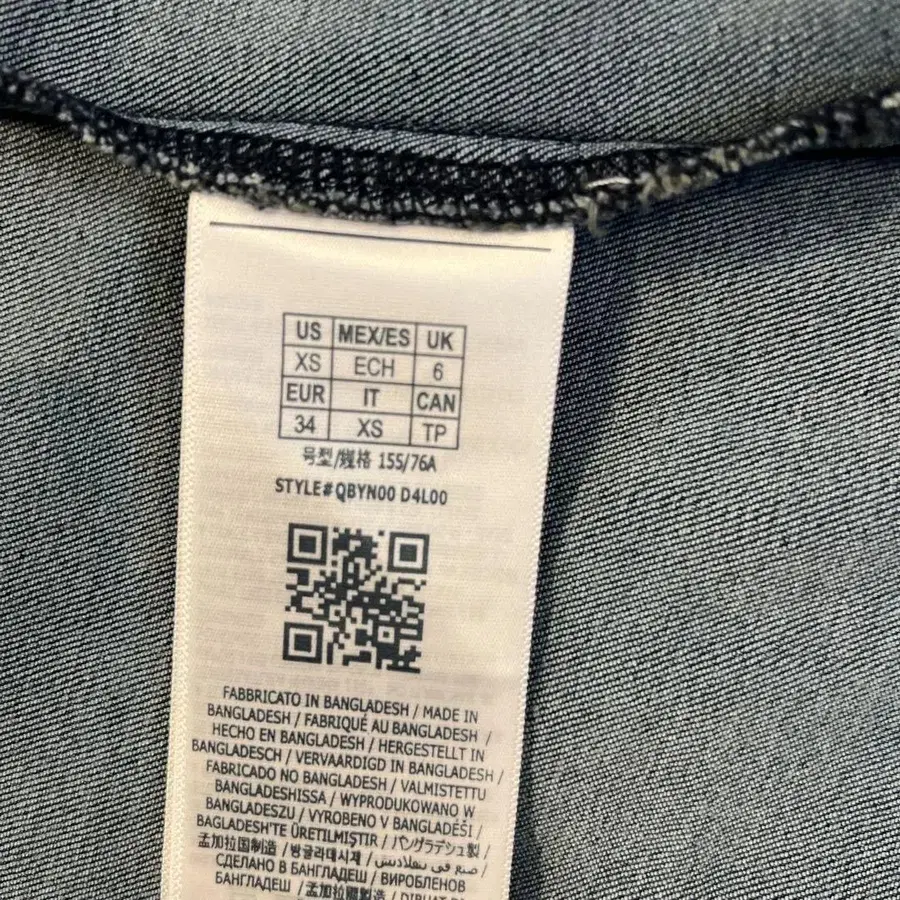 US MEX/ES UK
XS ECH 6
EUR IT CAN
34 XS TP
号型/规格 155/76A
STYLE# QBYN00 D4L00
FABBRICATO IN BANGLADESH / MADE IN
BANGLADESH / FABRIQUÉ AU BANGLADESH /
HECHO EN BANGLADESH / HERGESTELLT IN
BANGLADESCH / VERVAARDIGD IN BANGLADESH /
FABRICADO NO BANGLADESH / VALMISTETTU
BANGLADESHISSA / WYPRODUKOWANO W
BANGLADESZU / VYROBENO V BANGLADÉŠI /
BAGLADEŞH'TE ÜRETILMIŞTIR / バングラデシュ製 /
孟加拉国制造 / 방글라데시제 / صنع في بنغلاديش /
СДЕЛАНО В БАНГЛАДЕШ / ВИРОБЛЕНОВ
БАНГЛАДЕШ / 孟加拉國製造 / DIBUAT DI